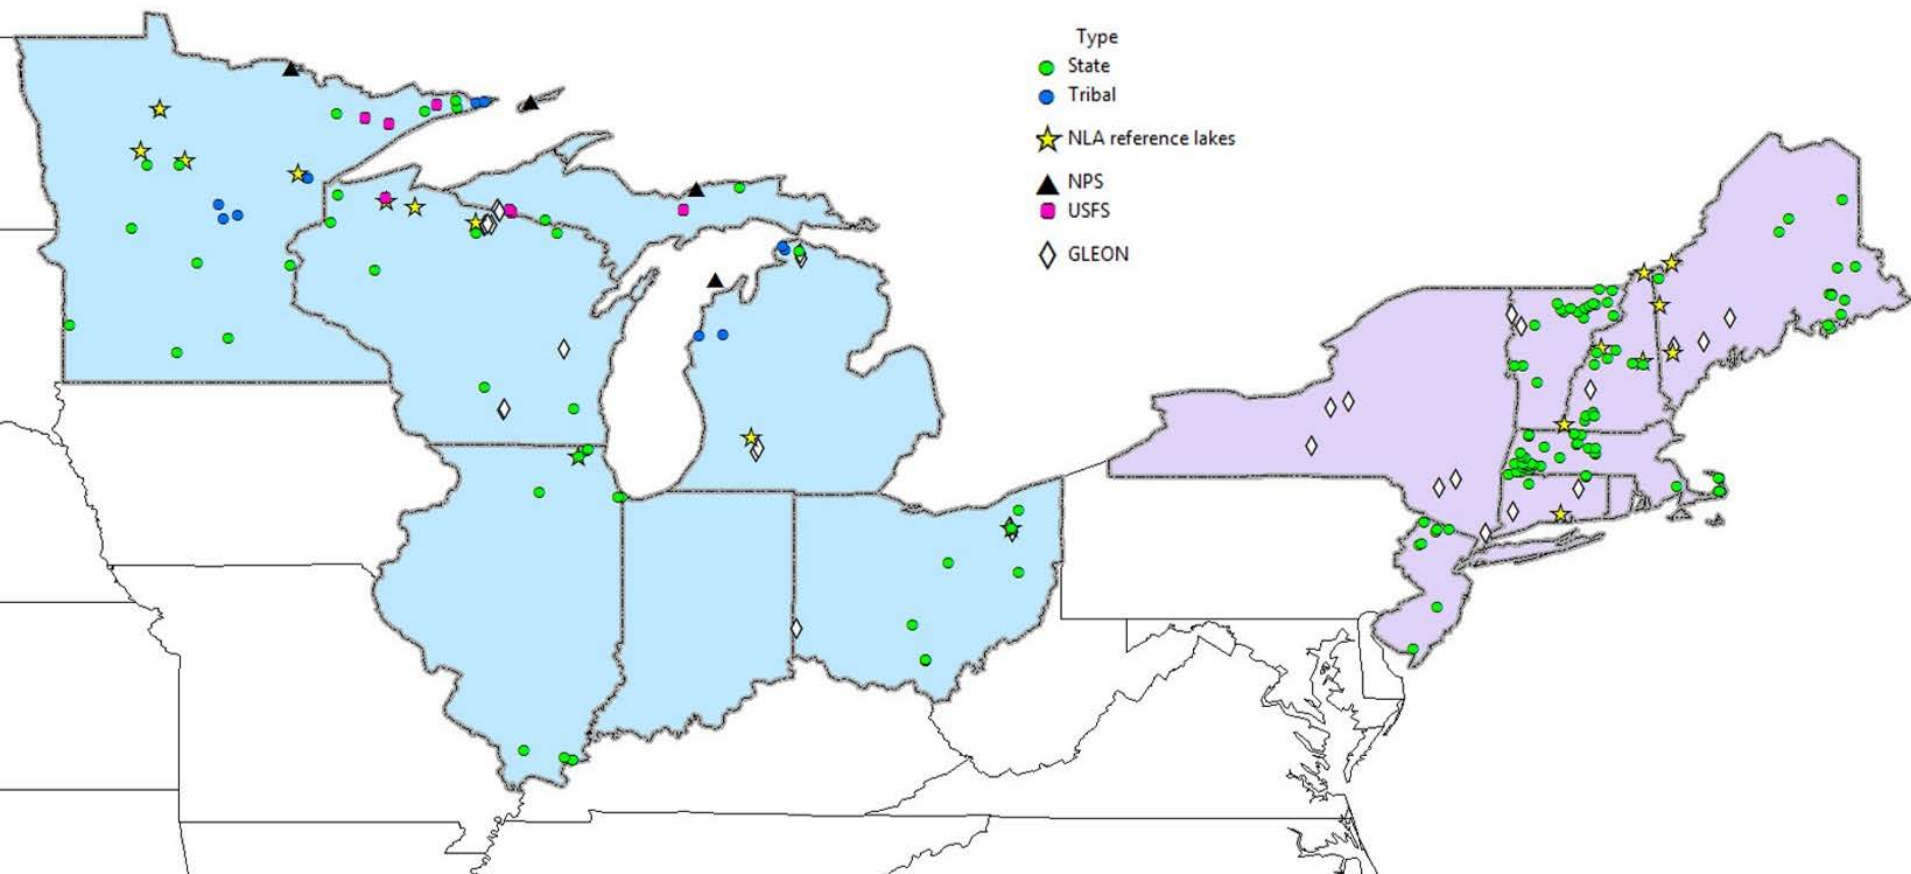 Type
State
Tribal
NLA reference lakes
NPS
USFS
GLEON